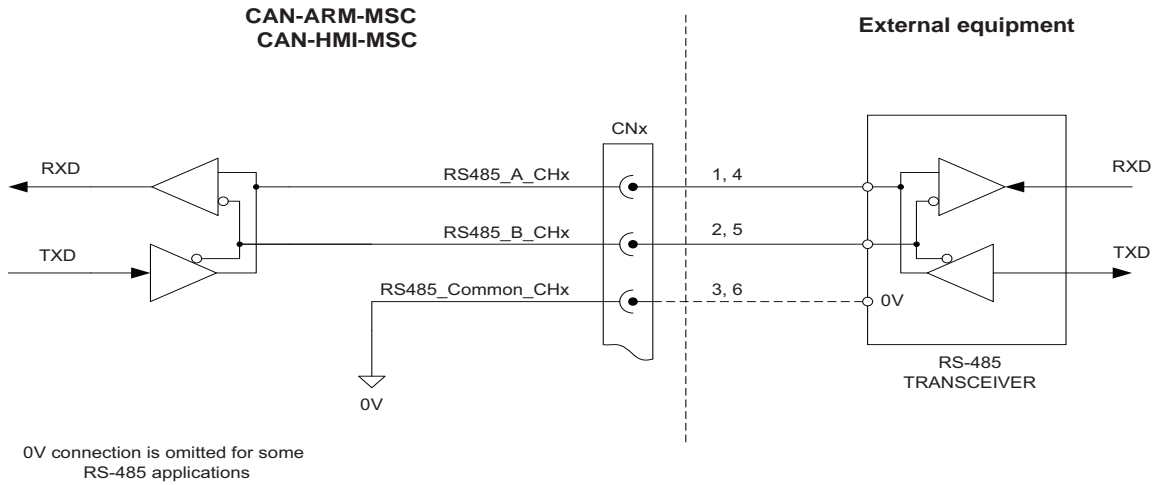 CAN-ARM-MSC
CAN-HMI-MSC
External equipment
CNx
RXD
RS485_A_CHx
1, 4
RXD
TXD
RS485_B_CHx
2, 5
TXD
RS485_Common_CHx
3, 6
0V
0V
RS-485
TRANSCEIVER
0V connection is omitted for some
RS-485 applications